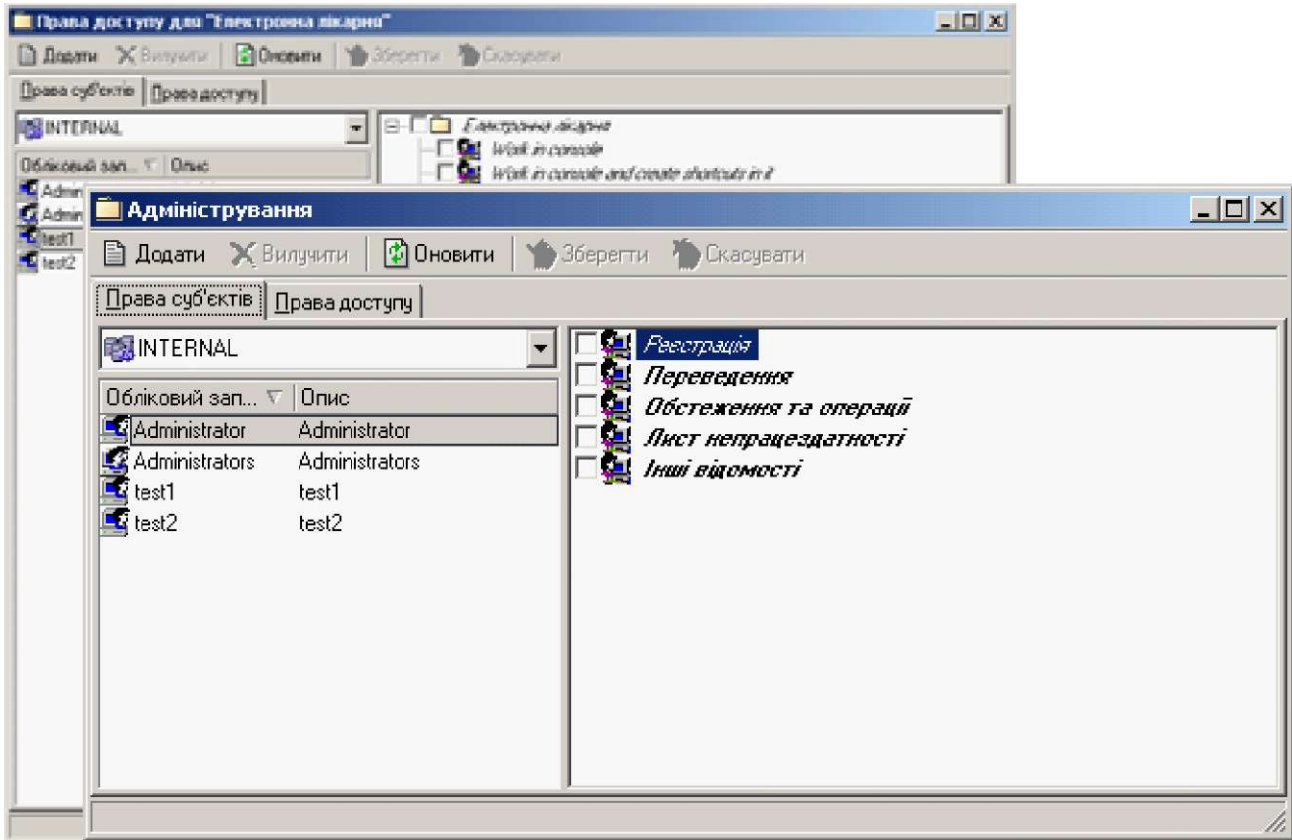 Права доступу для "Електронна лікарня"
Додати Вилучити Оновити Зберегти Скасувати
Права суб'єктів Права доступу
INTERNAL
Електронна лікарня
Work in console
Обліковий зап... Опис
Work in console and create shortcuts in it
Admin
Admin
test1
test2
Адміністрування
Додати Вилучити Оновити Зберегти Скасувати
Права суб'єктів Права доступу
INTERNAL
Обліковий зап... Опис
Administrator Administrator
Administrators Administrators
test1 test1
test2 test2
Реєстрація
Переведення
Обстеження та операції
Лист непрацездатності
Інші відомості